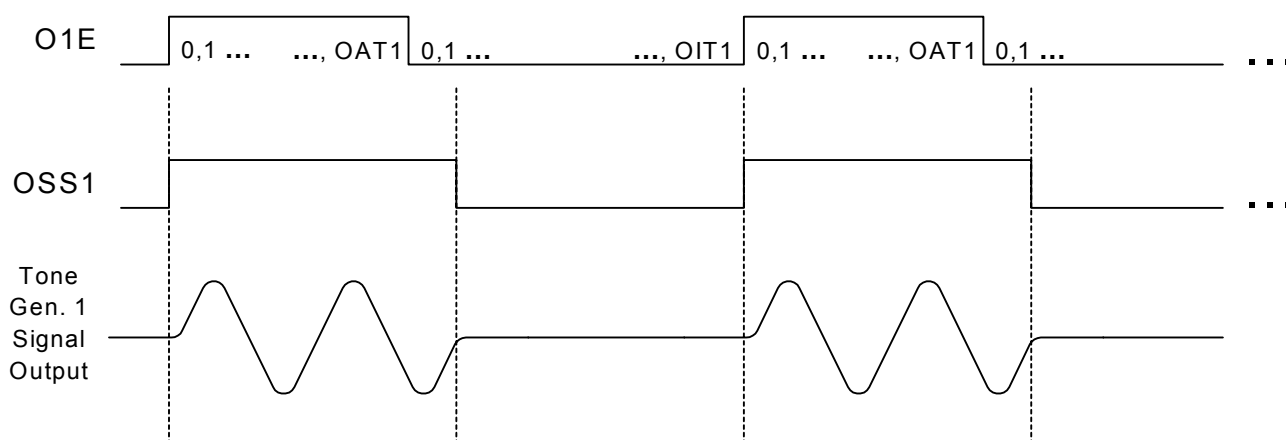 O1E
0,1 ... ..., OAT1 0,1 ... ..., OIT1 0,1 ... ..., OAT1 0,1 ... ...
OSS1 ...
Tone
Gen. 1
Signal
Output